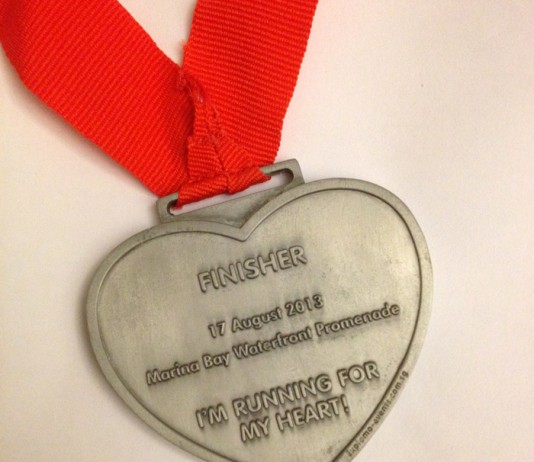 FINISHER
17 August 2013
Marina Bay Waterfront Promenade
I'M RUNNING FOR
MY HEART!